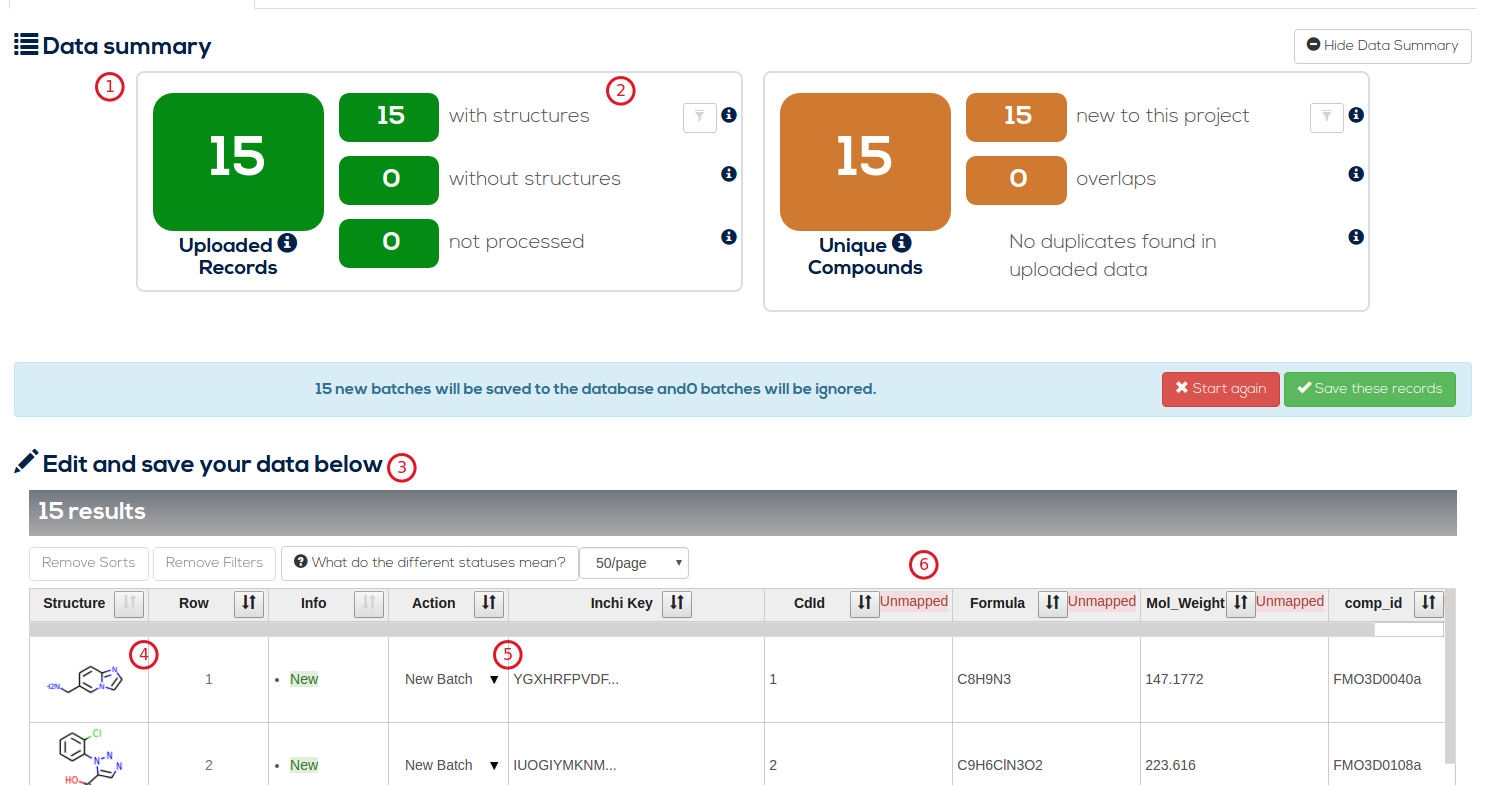 Data summary
Hide Data Summary
1
2
15
15 with structures
0 without structures
0 not processed
Uploaded
Records
15
15 new to this project
0 overlaps
No duplicates found in
uploaded data
Unique
Compounds
15 new batches will be saved to the database and0 batches will be ignored.
Start again
Save these records
Edit and save your data below
3
15 results
Remove Sorts
Remove Filters
What do the different statuses mean?
50/page
6
Structure Row Info Action Inchi Key CdId Unmapped Formula Unmapped Mol_Weight Unmapped comp_id
4
5
H2N N N 1 New New Batch YGXHRFPVDF... 1 C8H9N3 147.1772 FMO3D0040a
Cl N N N HO 2 New New Batch IUOGIYMKNM... 2 C9H6ClN3O2 223.616 FMO3D0108a